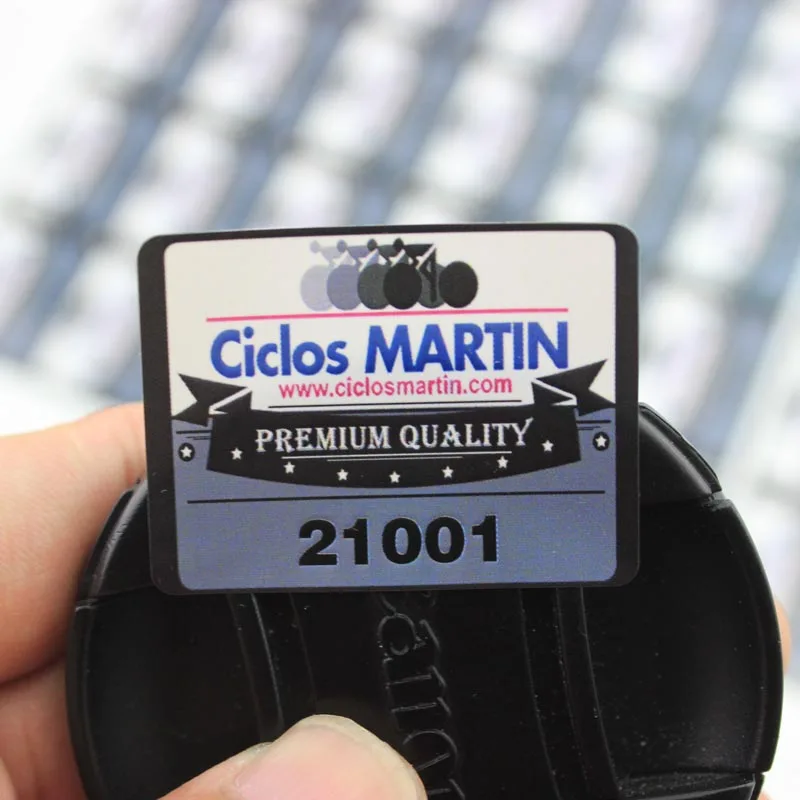 Ciclos MARTIN
www.ciclosmartin.com
PREMIUM QUALITY
21001